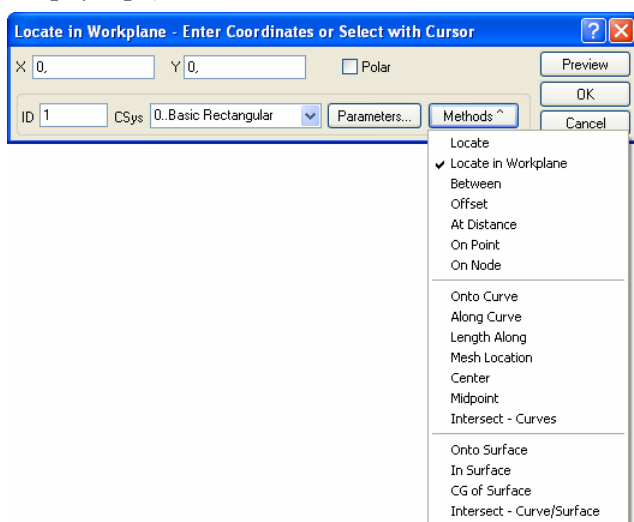 Locate in Workplane - Enter Coordinates or Select with Cursor
X 0, Y 0, Polar Preview
OK
ID 1 CSys 0..Basic Rectangular Parameters... Methods ^ Cancel
Locate
Locate in Workplane
Between
Offset
At Distance
On Point
On Node
Onto Curve
Along Curve
Length Along
Mesh Location
Center
Midpoint
Intersect - Curves
Onto Surface
In Surface
CG of Surface
Intersect - Curve/Surface